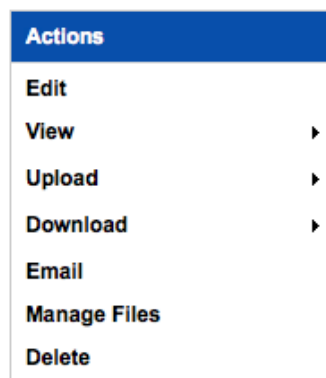 Actions
Edit
View
Upload
Download
Email
Manage Files
Delete